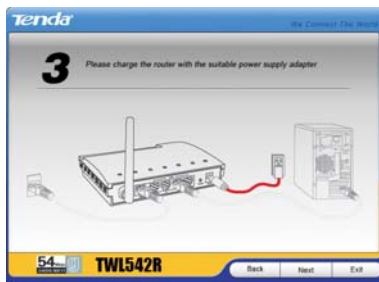 Tenda
We Connect The World
3
Please charge the router with the suitable power supply adapter
54Mbps
TWL542R
Back
Next
Exit